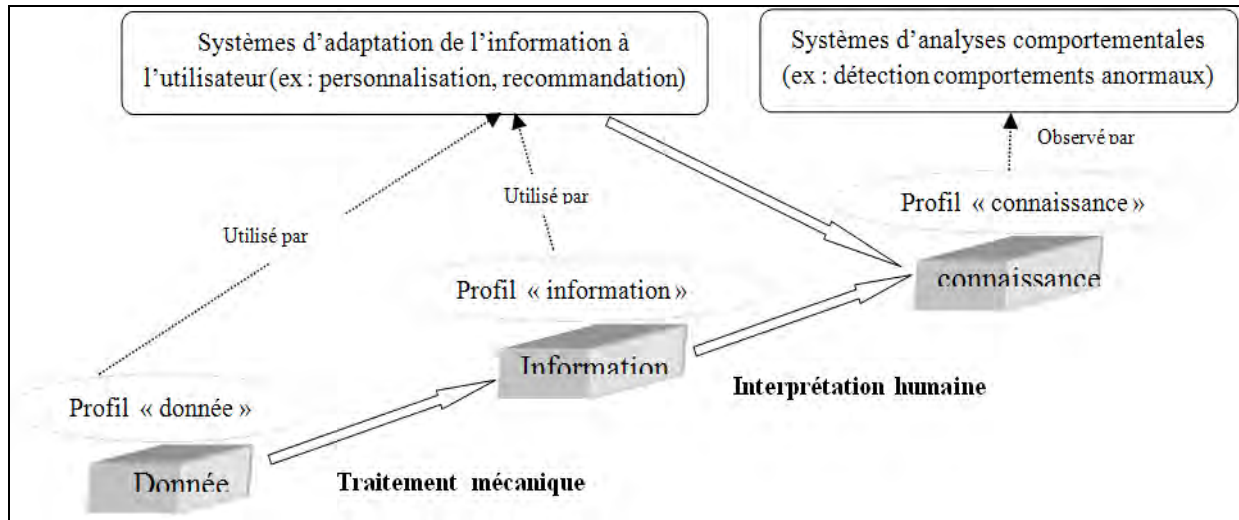 Systèmes d'adaptation de l'information à
l'utilisateur (ex : personnalisation, recommandation)
Systèmes d'analyses comportementales
(ex : détection comportements anormaux)
Observé par
Utilisé par
Profil « connaissance »
Utilisé par
connaissance
Profil « information »
Information
Interprétation humaine
Profil « donnée »
Donnée
Traitement mécanique